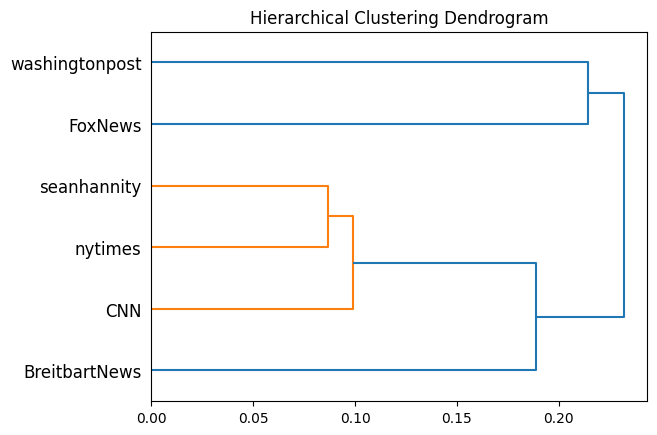 Hierarchical Clustering Dendrogram
washingtonpost
FoxNews
seanhannity
nytimes
CNN
BreitbartNews
0.00 0.05 0.10 0.15 0.20